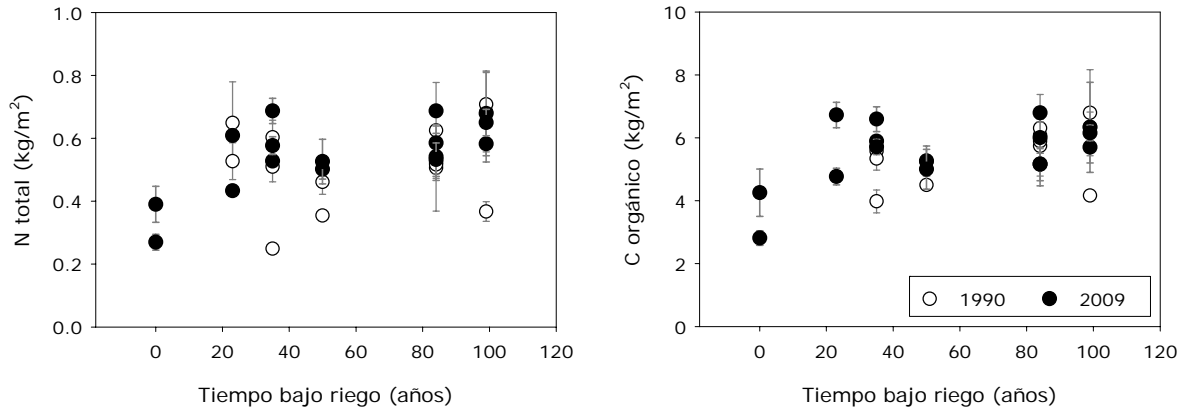 N total (kg/m²)
1.0
0.8
0.6
0.4
0.2
0.0
0 20 40 60 80 100 120
Tiempo bajo riego (años)
C orgánico (kg/m²)
10
8
6
4
2
0
1990 2009
0 20 40 60 80 100 120
Tiempo bajo riego (años)